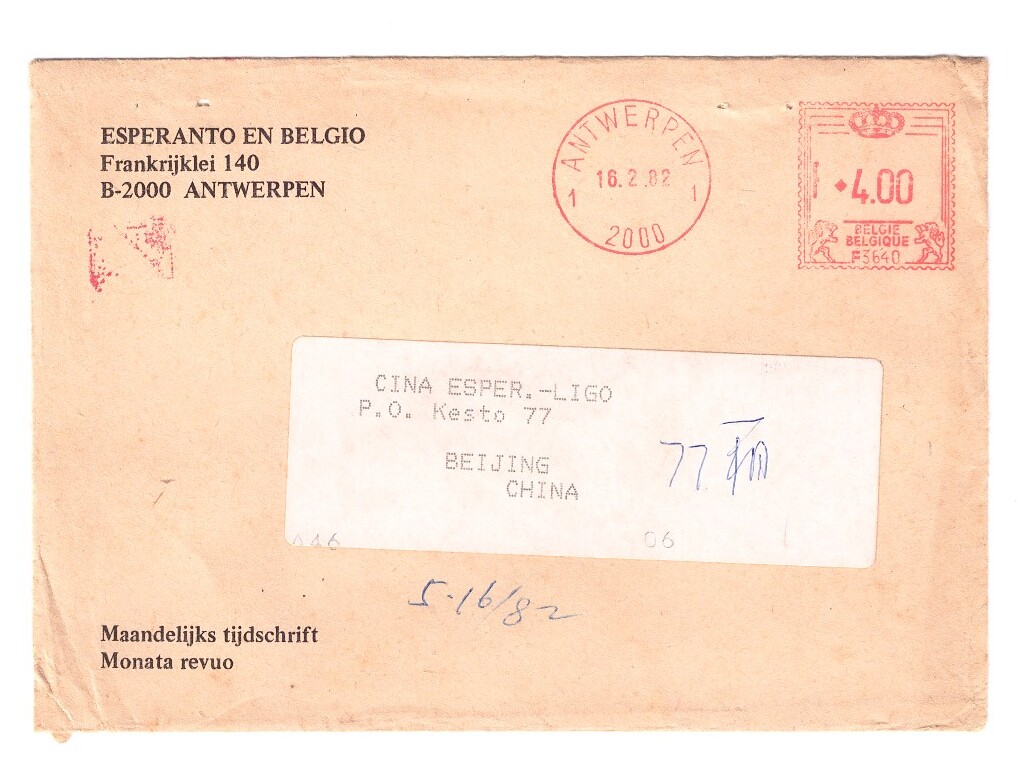 ESPERANTO EN BELGIO
Frankrijklei 140
B-2000 ANTWERPEN
ANTWERPEN
1 16.2.82 1
2000
4.00
BELGIE
BELGIQUE
F3640
CINA ESPER.-LIGO
P.O. Kesto 77
BEIJING
CHINA
77
06
5-16/82
Maandelijks tijdschrift
Monata revuo